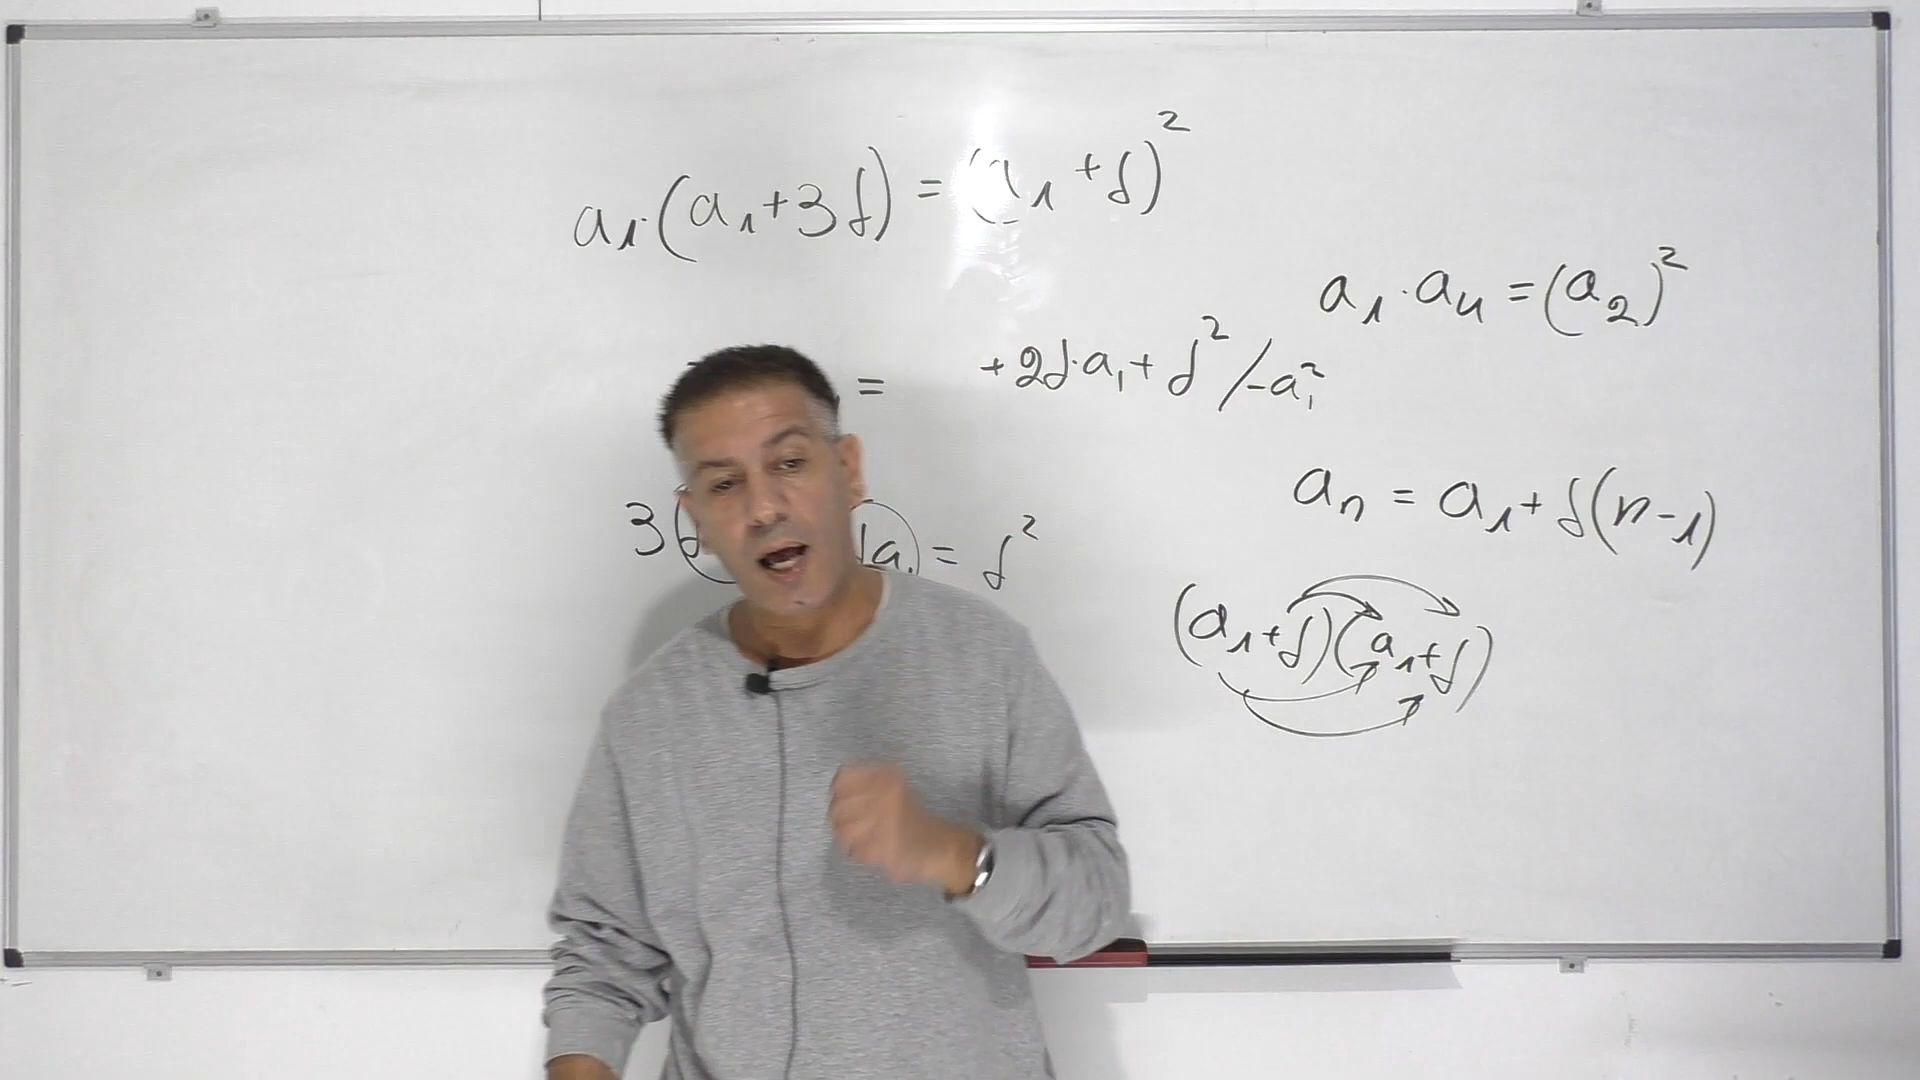 a₁·(a₁+3d) = (a₁+d)²
a₁·a₄ = (a₂)²
= +2d·a₁+d² /-a₁²
aₙ = a₁+d(n-1)
3 a₁ = d²
(a₁+d)(a₁+d)